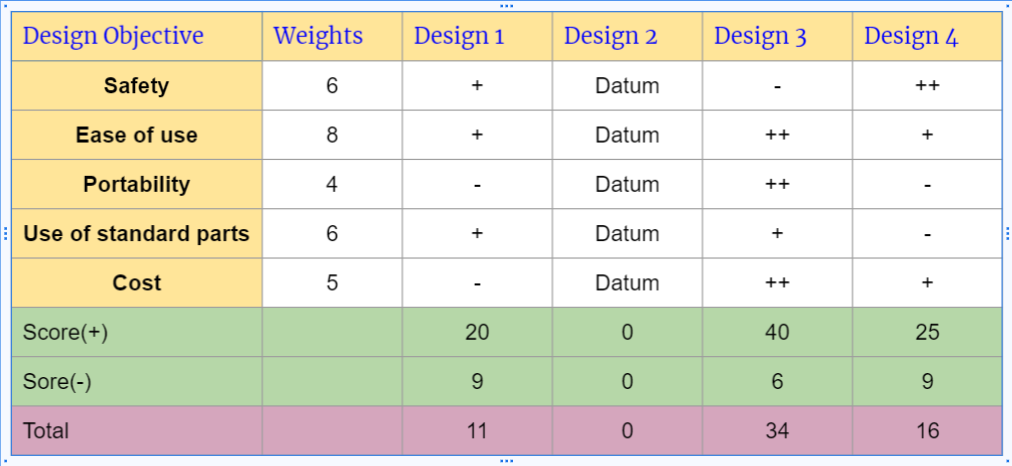 Design Objective Weights Design 1 Design 2 Design 3 Design 4
Safety 6 + Datum - ++
Ease of use 8 + Datum ++ +
Portability 4 - Datum ++ -
Use of standard parts 6 + Datum + -
Cost 5 - Datum ++ +
Score(+) 20 0 40 25
Sore(-) 9 0 6 9
Total 11 0 34 16